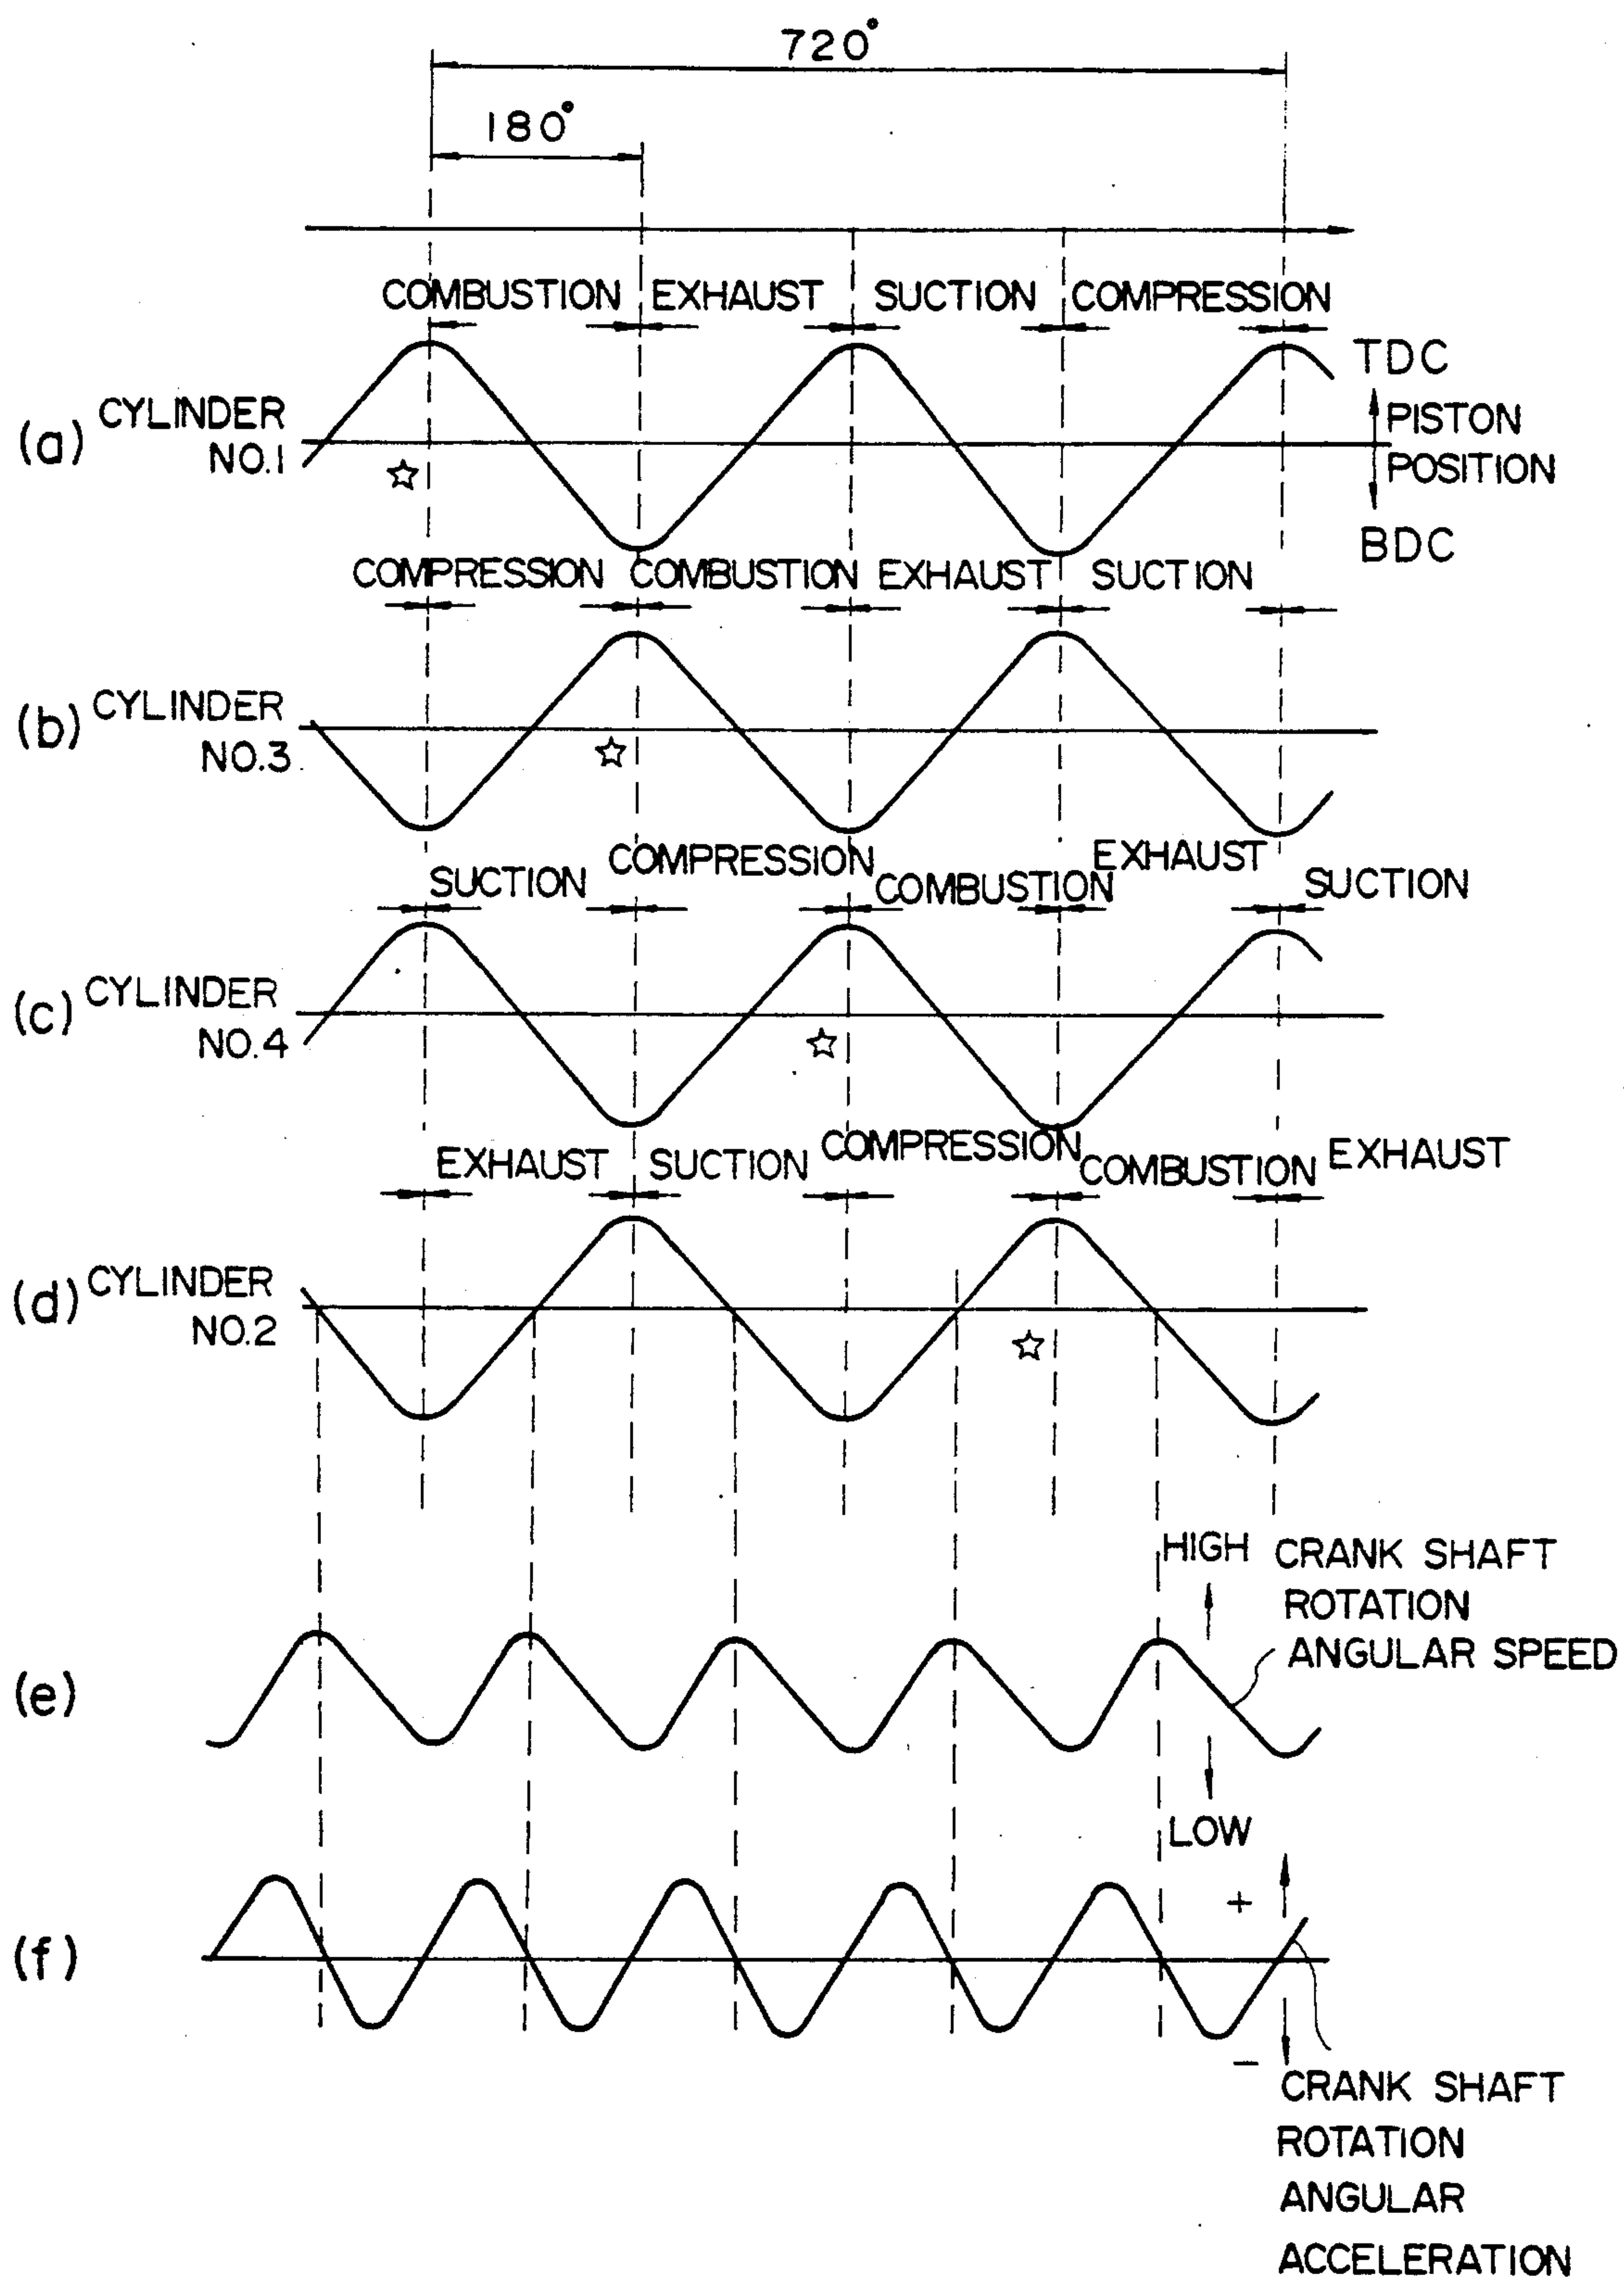 720°
180°
COMBUSTION EXHAUST SUCTION COMPRESSION
TDC
(a) CYLINDER NO.1
PISTON
POSITION
BDC
COMPRESSION COMBUSTION EXHAUST SUCTION
(b) CYLINDER
NO.3
SUCTION COMPRESSION COMBUSTION EXHAUST SUCTION
(c) CYLINDER
NO.4
EXHAUST SUCTION COMPRESSION COMBUSTION EXHAUST
(d) CYLINDER
NO.2
HIGH CRANK SHAFT
ROTATION
ANGULAR SPEED
(e)
LOW
+
(f)
−
CRANK SHAFT
ROTATION
ANGULAR
ACCELERATION